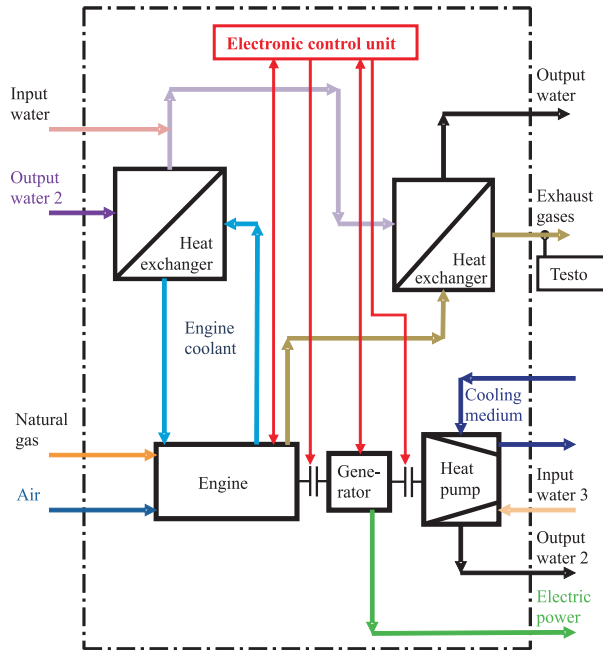 Electronic control unit
Input
water
Output
water 2
Heat
exchanger
Output
water
Exhaust
gases
Heat
exchanger
Testo
Engine
coolant
Cooling
medium
Natural
gas
Air
Engine
Gene-
rator
Heat
pump
Input
water 3
Output
water 2
Electric
power